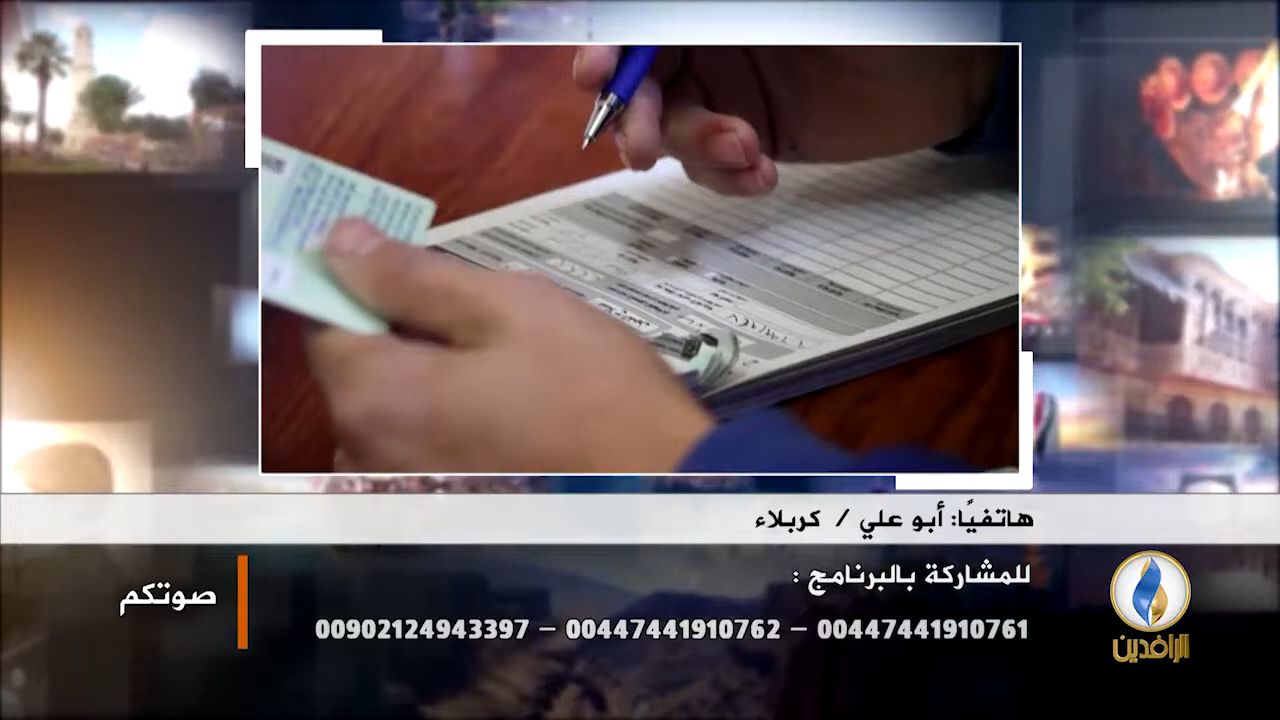 هاتفيًا: أبو علي / كربلاء
للمشاركة بالبرنامج :
00447441910761 – 00447441910762 – 00902124943397
صوتكم
الرافدين